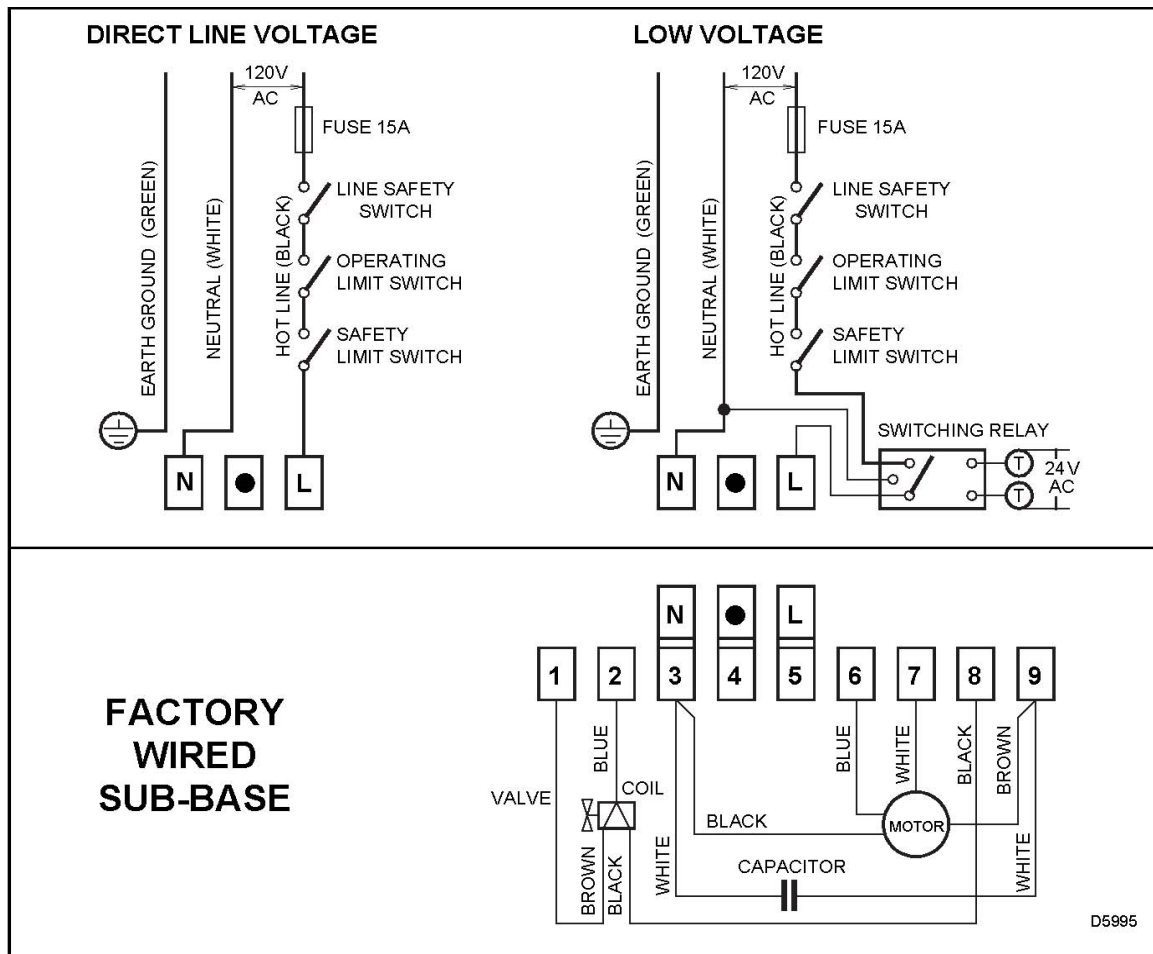 DIRECT LINE VOLTAGE
120V
AC
FUSE 15A
LINE SAFETY
SWITCH
OPERATING
LIMIT SWITCH
SAFETY
LIMIT SWITCH
EARTH GROUND (GREEN)
NEUTRAL (WHITE)
HOT LINE (BLACK)
N
L
LOW VOLTAGE
120V
AC
FUSE 15A
LINE SAFETY
SWITCH
OPERATING
LIMIT SWITCH
SAFETY
LIMIT SWITCH
EARTH GROUND (GREEN)
NEUTRAL (WHITE)
HOT LINE (BLACK)
SWITCHING RELAY
T
T
24V
AC
N
L
FACTORY
WIRED
SUB-BASE
N
L
1
2
3
4
5
6
7
8
9
BLUE
BLUE
WHITE
BLACK
BROWN
VALVE
COIL
BLACK
MOTOR
BROWN
BLACK
WHITE
CAPACITOR
WHITE
D5995